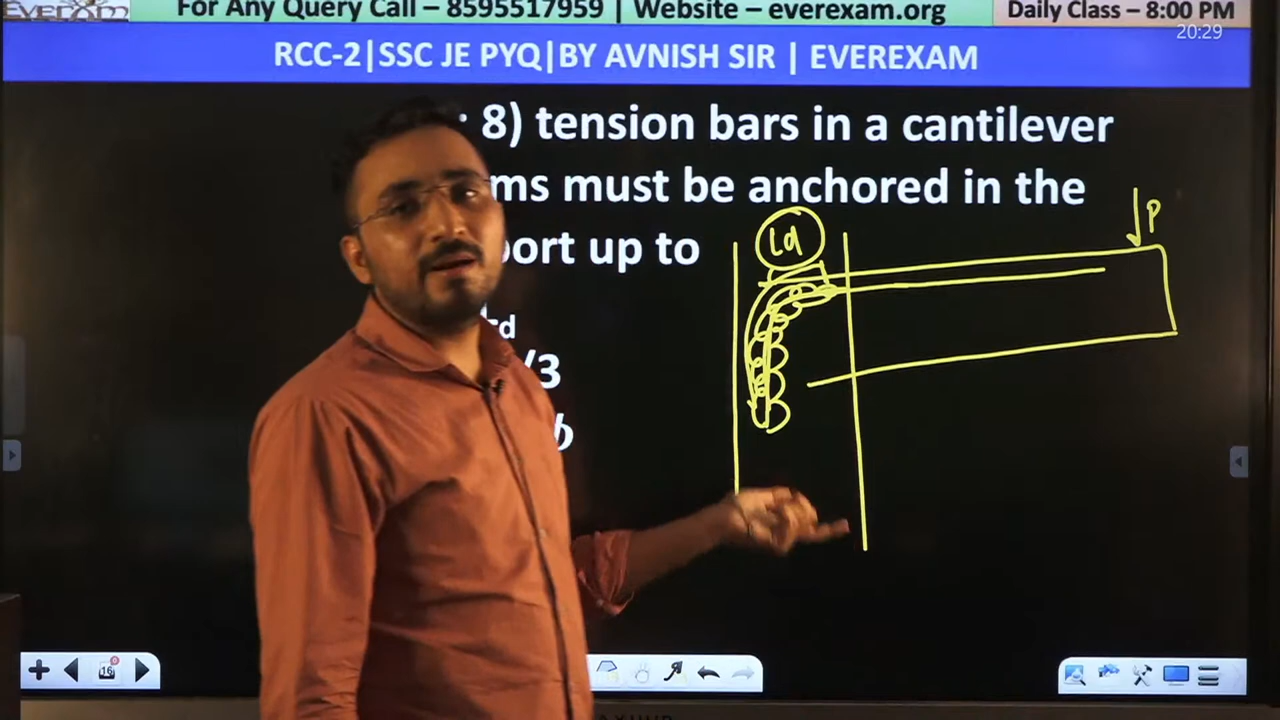 For Any Query Call – 8595517959 | Website – everexam.org
Daily Class – 8:00 PM
20:29
RCC-2|SSC JE PYQ|BY AVNISH SIR | EVEREXAM
: 8) tension bars in a cantilever
ms must be anchored in the
port up to
Ld
P
d
/3
16